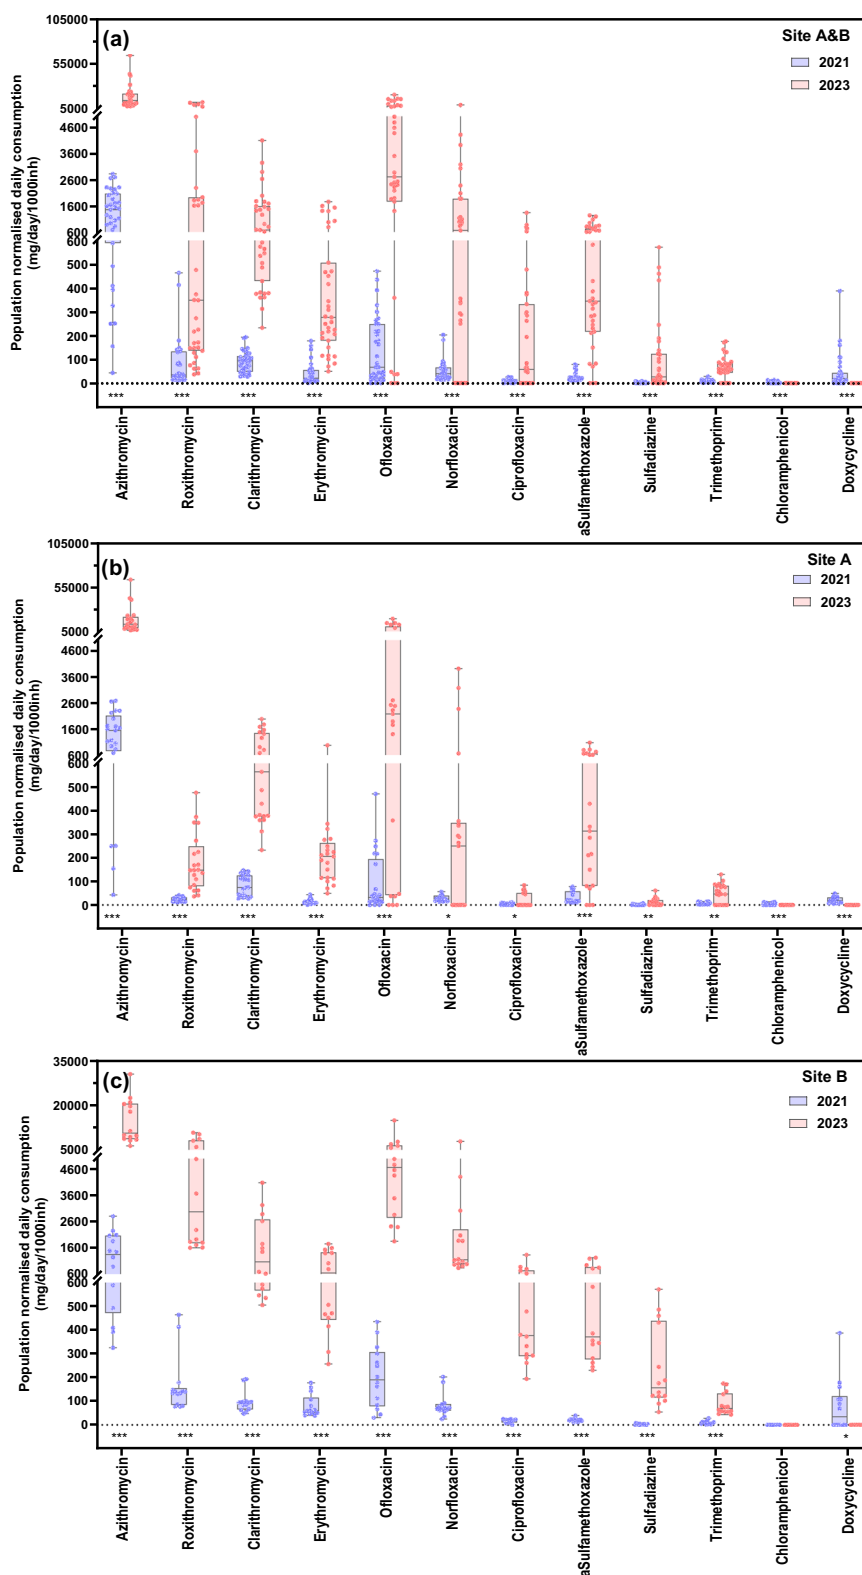 (a)
Site A&B
2021
2023
Population normalised daily consumption
(mg/day/1000inh)
105000
55000
5000
4600
3600
2600
1600
600
600
500
400
300
200
100
0
*** *** *** *** *** *** *** *** *** *** *** ***
Azithromycin
Roxithromycin
Clarithromycin
Erythromycin
Ofloxacin
Norfloxacin
Ciprofloxacin
aSulfamethoxazole
Sulfadiazine
Trimethoprim
Chloramphenicol
Doxycycline
(b)
Site A
2021
2023
Population normalised daily consumption
(mg/day/1000inh)
105000
55000
5000
4600
3600
2600
1600
600
600
500
400
300
200
100
0
*** *** *** *** *** * * *** ** ** *** ***
Azithromycin
Roxithromycin
Clarithromycin
Erythromycin
Ofloxacin
Norfloxacin
Ciprofloxacin
aSulfamethoxazole
Sulfadiazine
Trimethoprim
Chloramphenicol
Doxycycline
(c)
Site B
2021
2023
Population normalised daily consumption
(mg/day/1000inh)
35000
20000
5000
4600
3600
2600
1600
600
600
500
400
300
200
100
0
*** *** *** *** *** *** *** *** *** *** *
Azithromycin
Roxithromycin
Clarithromycin
Erythromycin
Ofloxacin
Norfloxacin
Ciprofloxacin
aSulfamethoxazole
Sulfadiazine
Trimethoprim
Chloramphenicol
Doxycycline